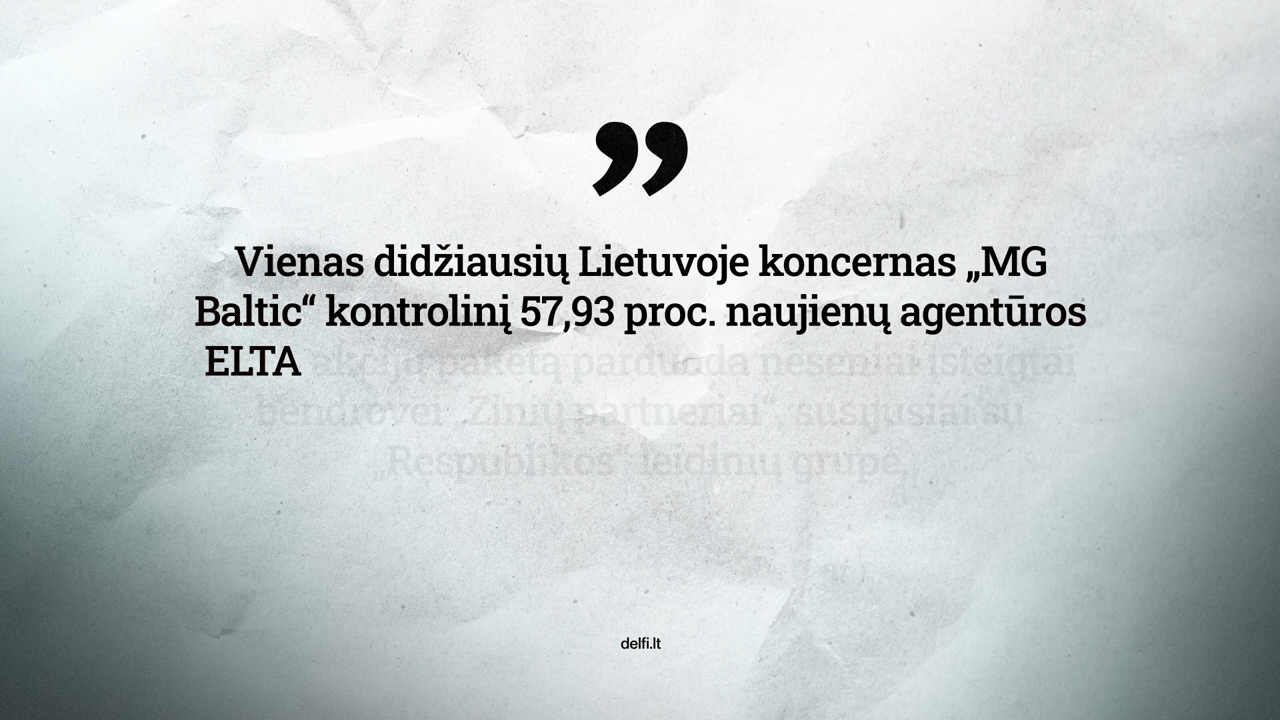 ”
Vienas didžiausių Lietuvoje koncernas „MG
Baltic“ kontrolinį 57,93 proc. naujienų agentūros
ELTA akcijų paketą parduoda neseniai įsteigtai
bendrovei „Žinių partneriai“, susijusiai su
„Respublikos“ leidinių grupe.
delfi.lt